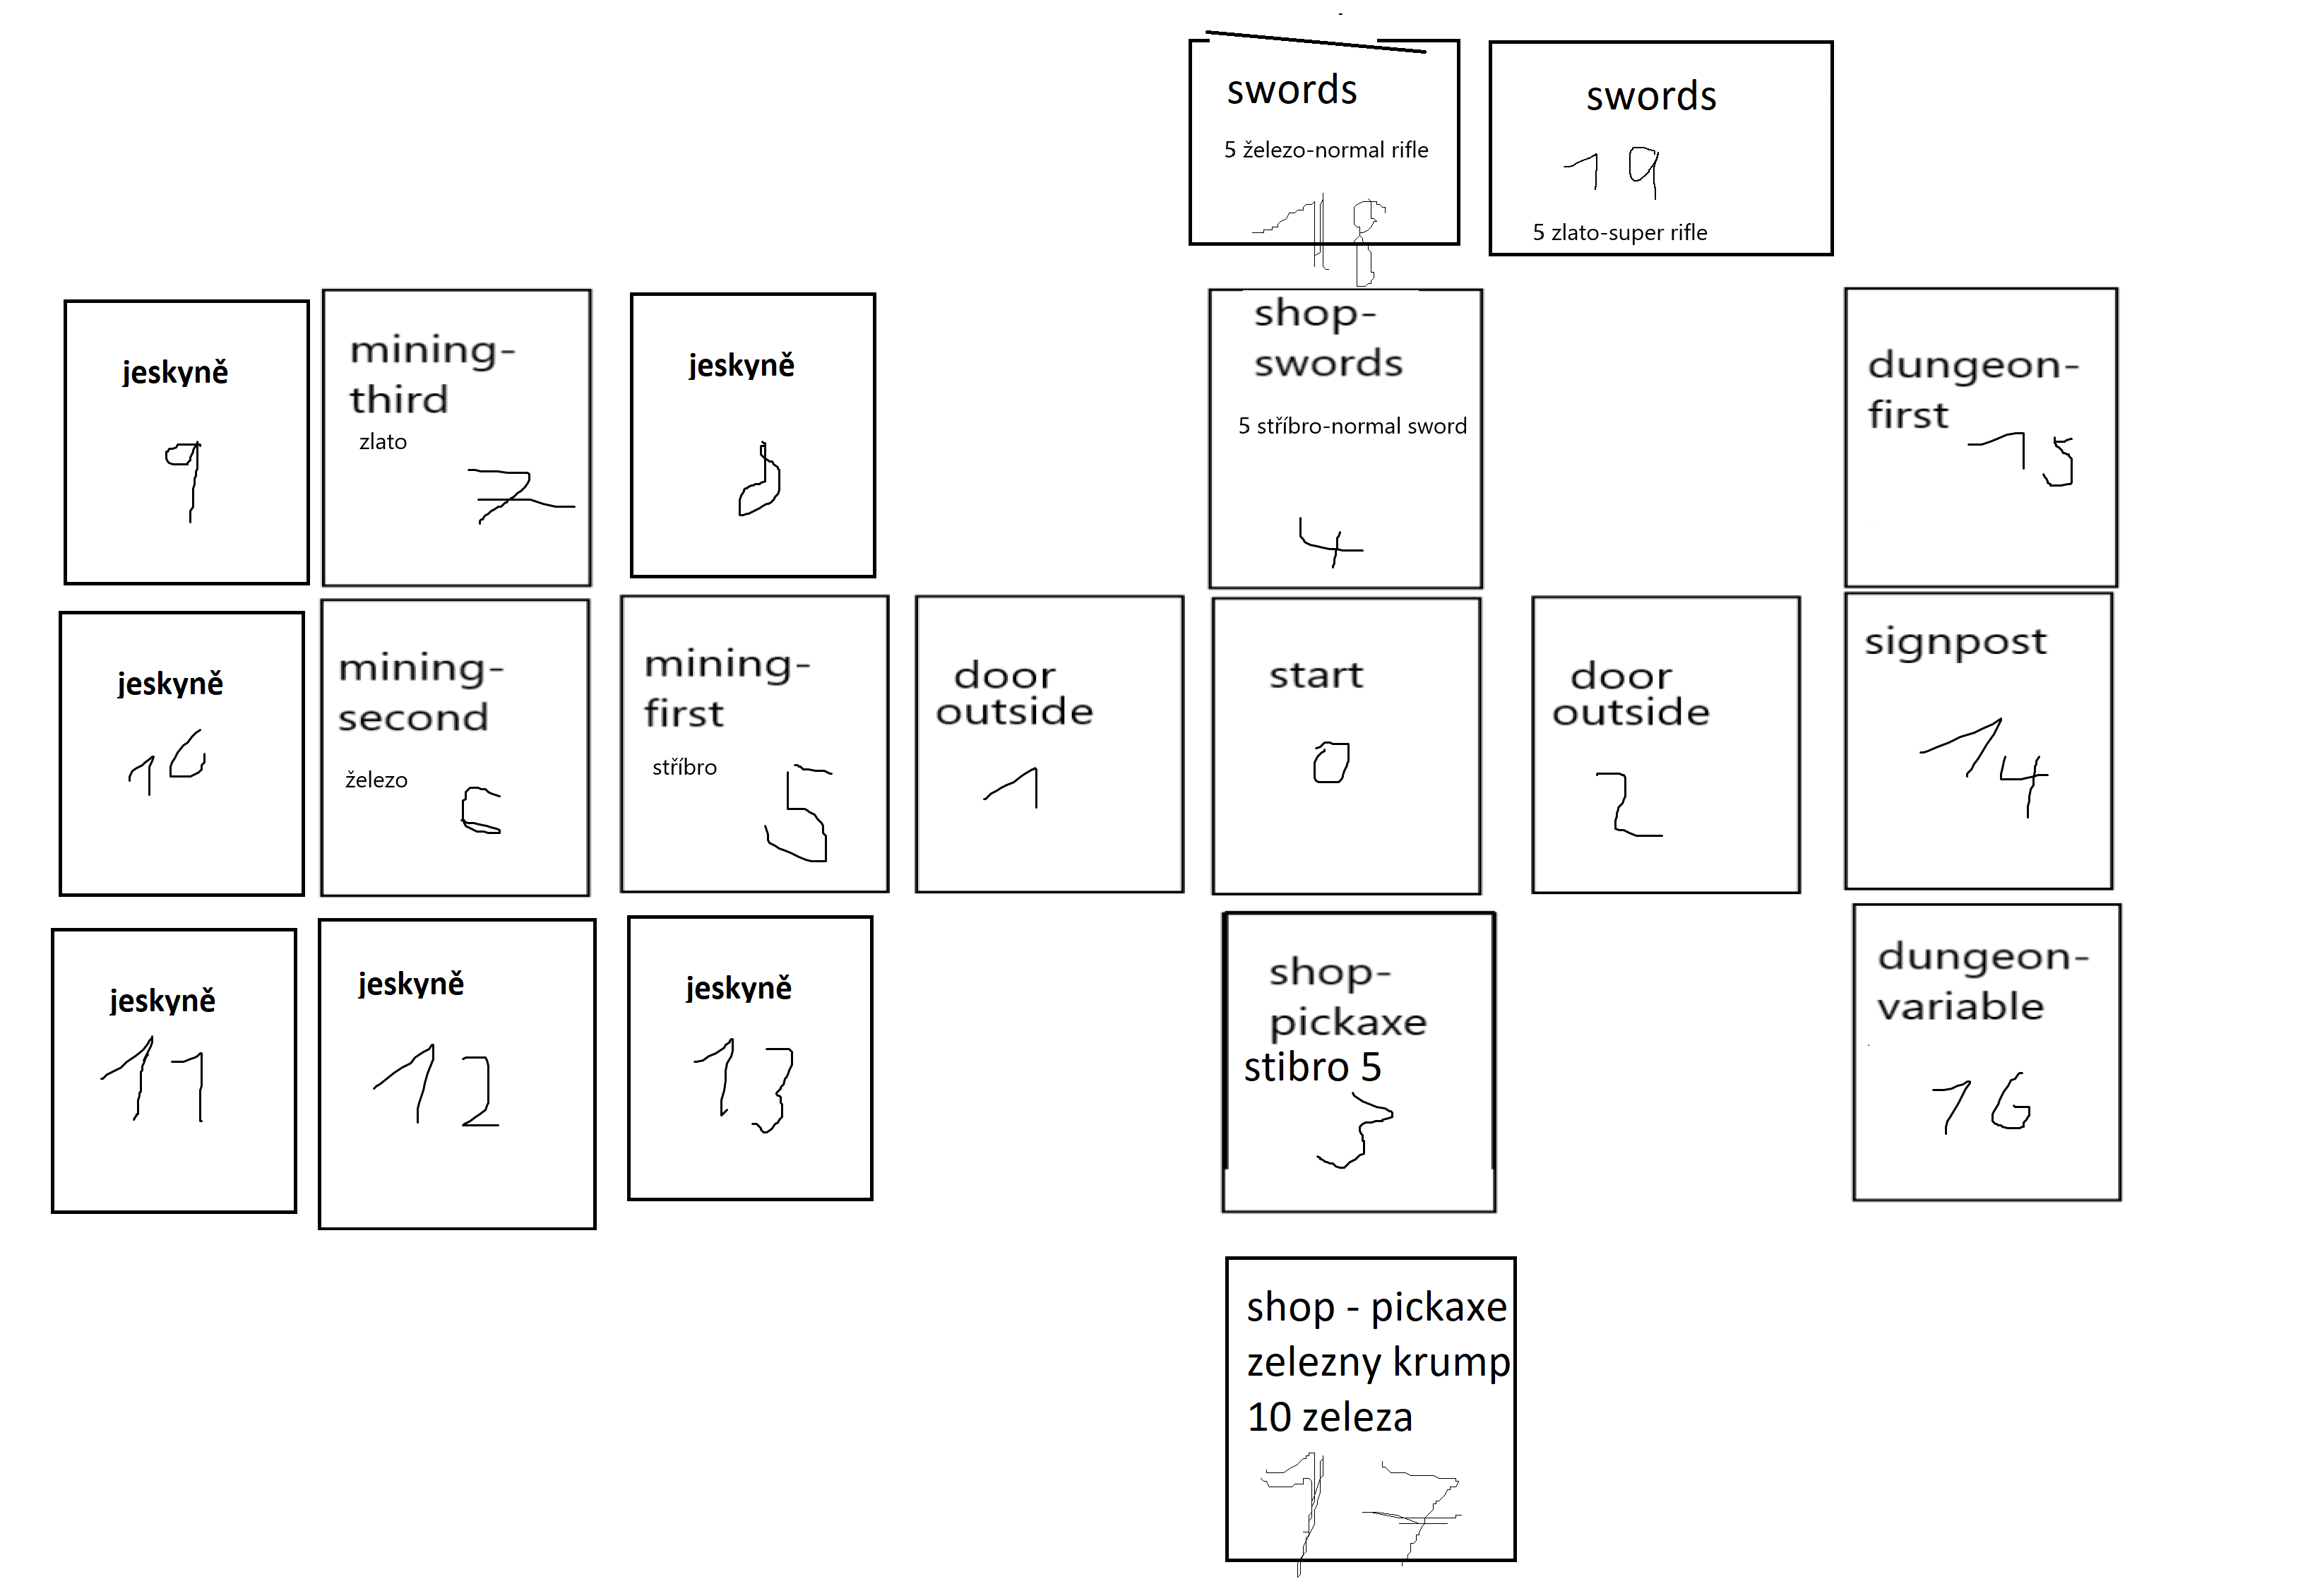 swords
5 železo-normal rifle
18
swords
19
5 zlato-super rifle
jeskyně
9
mining-
third
zlato
7
jeskyně
shop-
swords
5 stříbro-normal sword
4
dungeon-
first
15
jeskyně
mining-
second
železo
mining-
first
stříbro
5
door
outside
1
start
0
door
outside
2
signpost
14
jeskyně
11
jeskyně
12
jeskyně
13
shop-
pickaxe
stibro 5
3
dungeon-
variable
16
shop - pickaxe
zelezny krump
10 zeleza
17